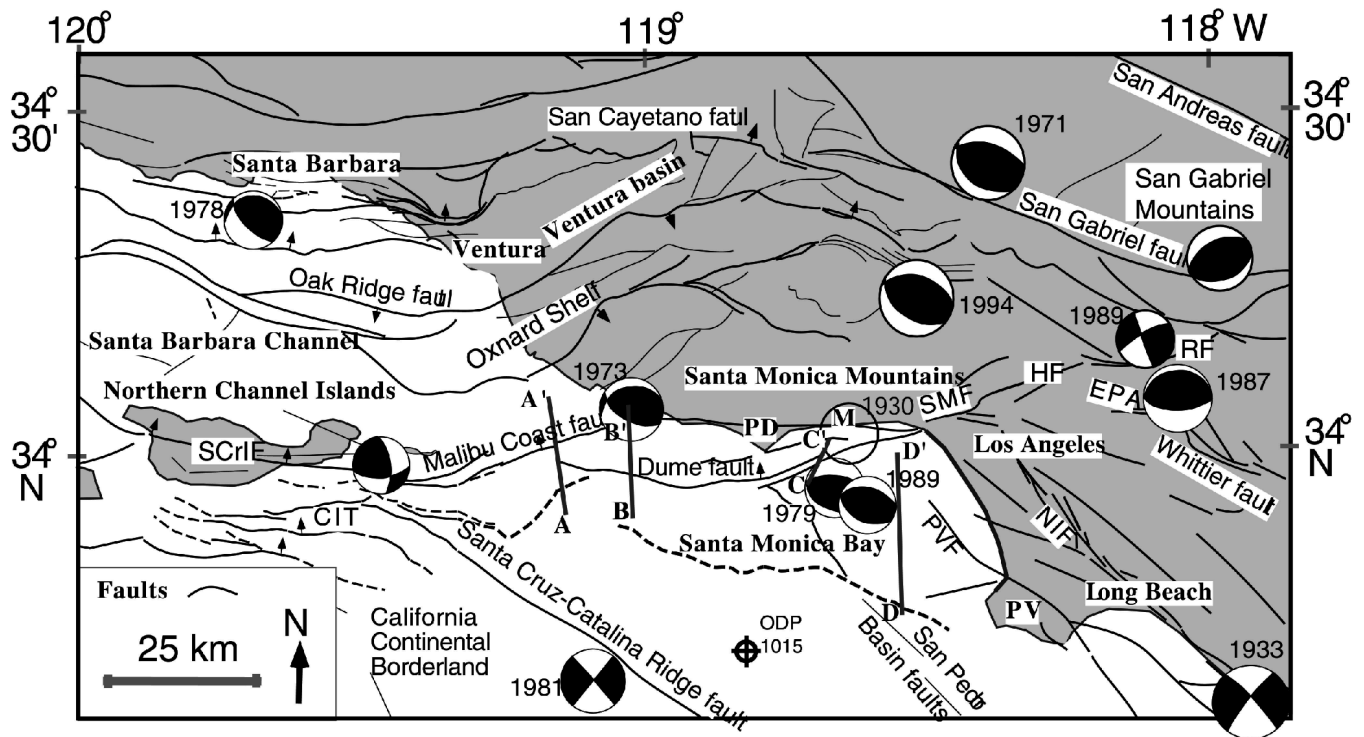 120° 119° 118° W
34°
30'
34°
30'
San Andreas fault
San Cayetano faul
1971
Santa Barbara
San Gabriel
Mountains
1978
Ventura basin
San Gabriel faul
Ventura
Oak Ridge faul
1994
Oxnard Shelf
1989
RF
Santa Barbara Channel
1973
HF
1987
Santa Monica Mountains
EPA
Northern Channel Islands
A'
1930
SMF
B'
PD
M
C'
Los Angeles
34°
N
34°
N
SCrIF
Malibu Coast fau
Dume fault
D'
Whittier fault
C
1989
A
B
1979
CIT
NIF
PVF
Santa Monica Bay
Santa Cruz-Catalina Ridge fault
Faults
N
25 km
California
Continental
Borderland
Long Beach
PV
D
ODP
1015
San Pedro
Basin faults
1981
1933